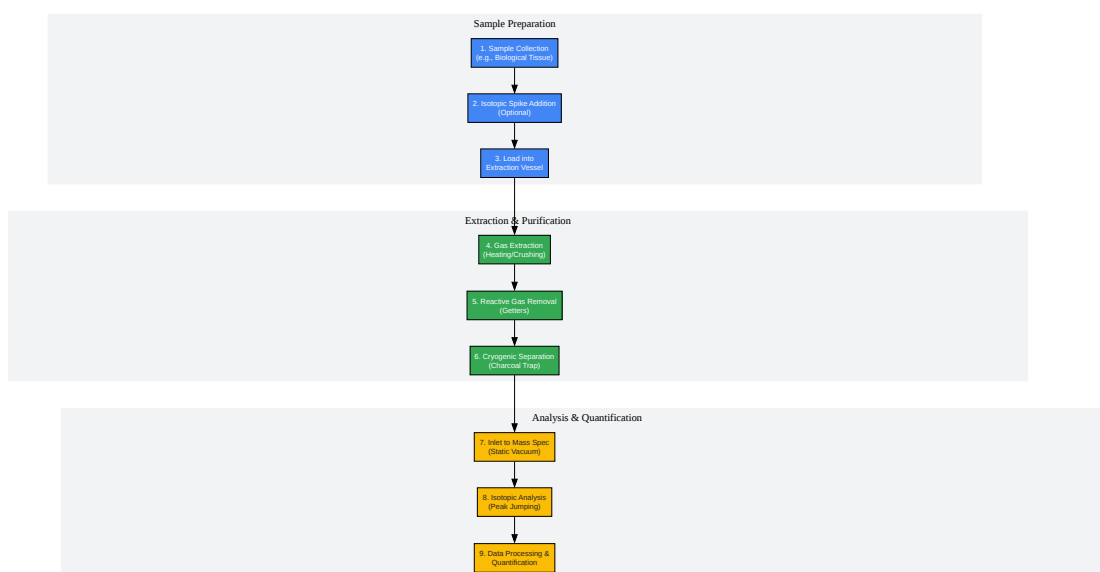 Sample Preparation
1. Sample Collection
(e.g., Biological Tissue)
2. Isotopic Spike Addition
(Optional)
3. Load into
Extraction Vessel
Extraction & Purification
4. Gas Extraction
(Heating/Crushing)
5. Reactive Gas Removal
(Getters)
6. Cryogenic Separation
(Charcoal Trap)
Analysis & Quantification
7. Inlet to Mass Spec
(Static Vacuum)
8. Isotopic Analysis
(Peak Jumping)
9. Data Processing &
Quantification